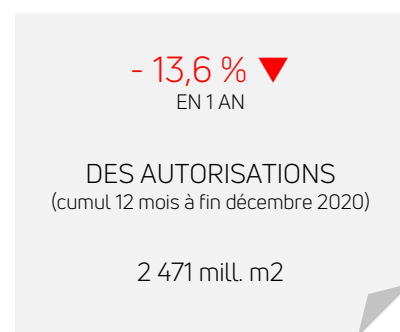 - 13,6 % ▼
EN 1 AN
DES AUTORISATIONS
(cumul 12 mois à fin décembre 2020)
2 471 mill. m2